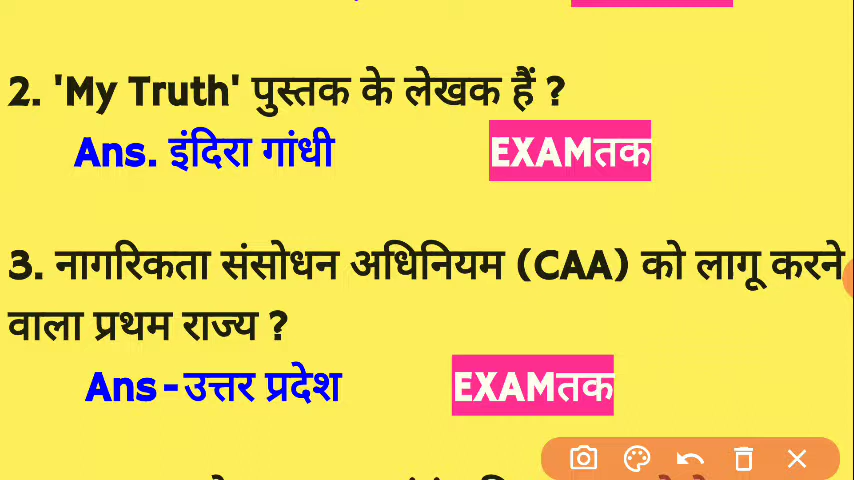 2. 'My Truth' पुस्तक के लेखक हैं ?
Ans. इंदिरा गांधी EXAMतक
3. नागरिकता संसोधन अधिनियम (CAA) को लागू करने
वाला प्रथम राज्य ?
Ans - उत्तर प्रदेश EXAMतक